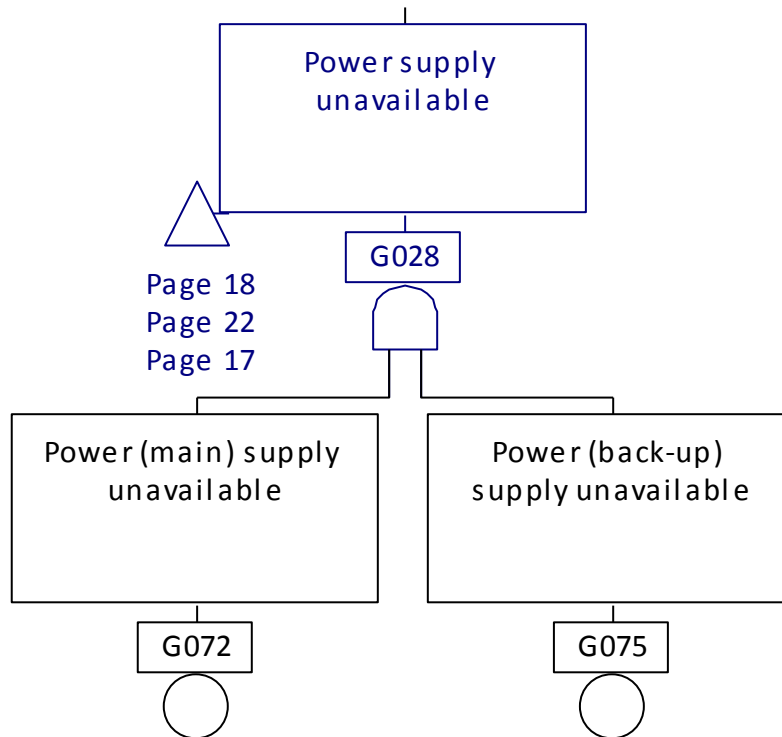 Power supply
unavailable
G028
Page 18
Page 22
Page 17
Power (main) supply
unavailable
Power (back-up)
supply unavailable
G072
G075